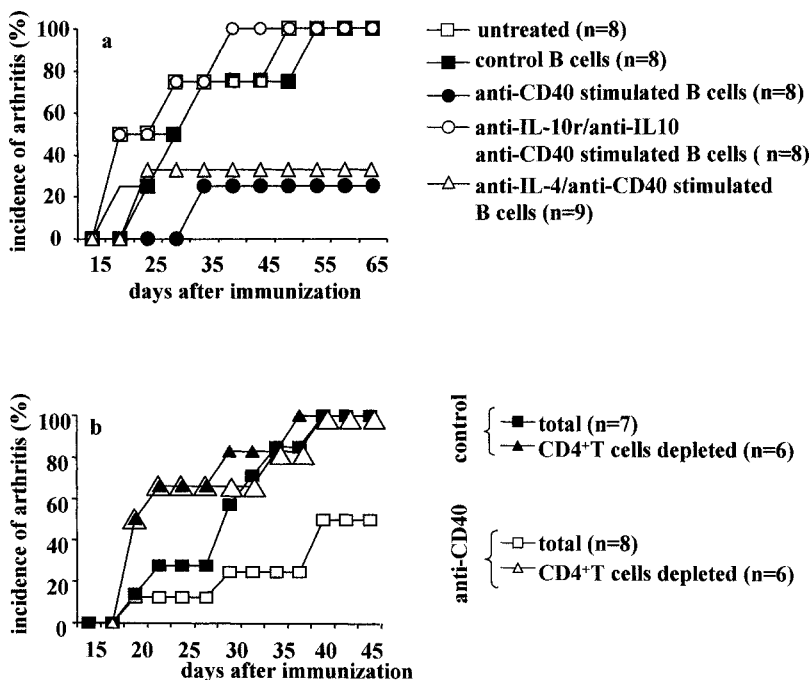 incidence of arthritis (%)
a
100
80
60
40
20
0
15 25 35 45 55 65
days after immunization
untreated (n=8)
control B cells (n=8)
anti-CD40 stimulated B cells (n=8)
anti-IL-10r/anti-IL10
anti-CD40 stimulated B cells ( n=8)
anti-IL-4/anti-CD40 stimulated
B cells (n=9)
incidence of arthritis (%)
b
100
80
60
40
20
0
15 20 25 30 35 40 45
days after immunization
control
total (n=7)
CD4⁺T cells depleted (n=6)
anti-CD40
total (n=8)
CD4⁺T cells depleted (n=6)